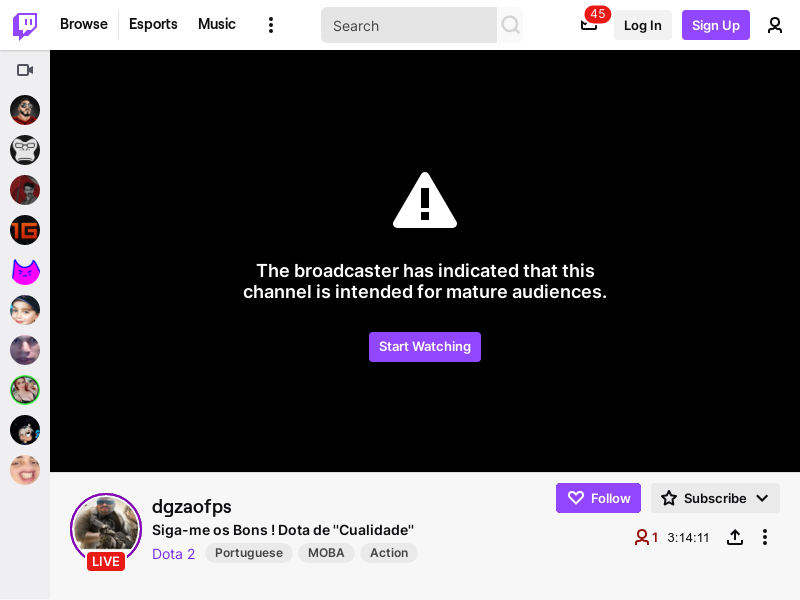 Browse
Esports
Music
Search
45
Log In
Sign Up
1G
The broadcaster has indicated that this
channel is intended for mature audiences.
Start Watching
dgzaofps
Follow
Subscribe
Siga-me os Bons ! Dota de "Cualidade"
1
3:14:11
LIVE
Dota 2
Portuguese
MOBA
Action